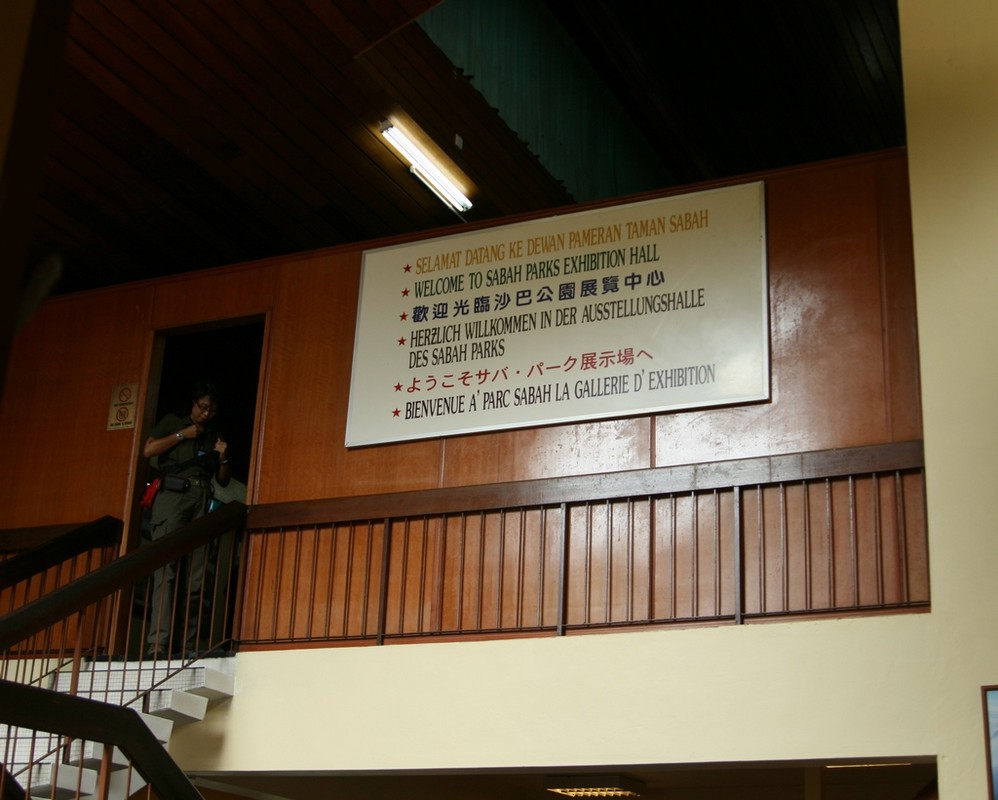 ★ SELAMAT DATANG KE DEWAN PAMERAN TAMAN SABAH
★ WELCOME TO SABAH PARKS EXHIBITION HALL
★ 歡迎光臨沙巴公園展覽中心
★ HERZLICH WILLKOMMEN IN DER AUSSTELLUNGSHALLE
DES SABAH PARKS
★ ようこそサバ・パーク展示場へ
★ BIENVENUE A' PARC SABAH LA GALLERIE D' EXHIBITION